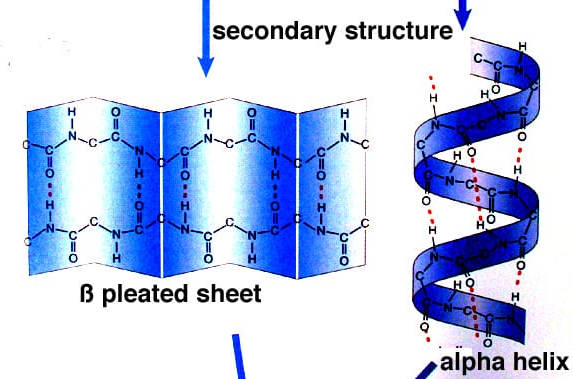 secondary structure
ß pleated sheet
alpha helix